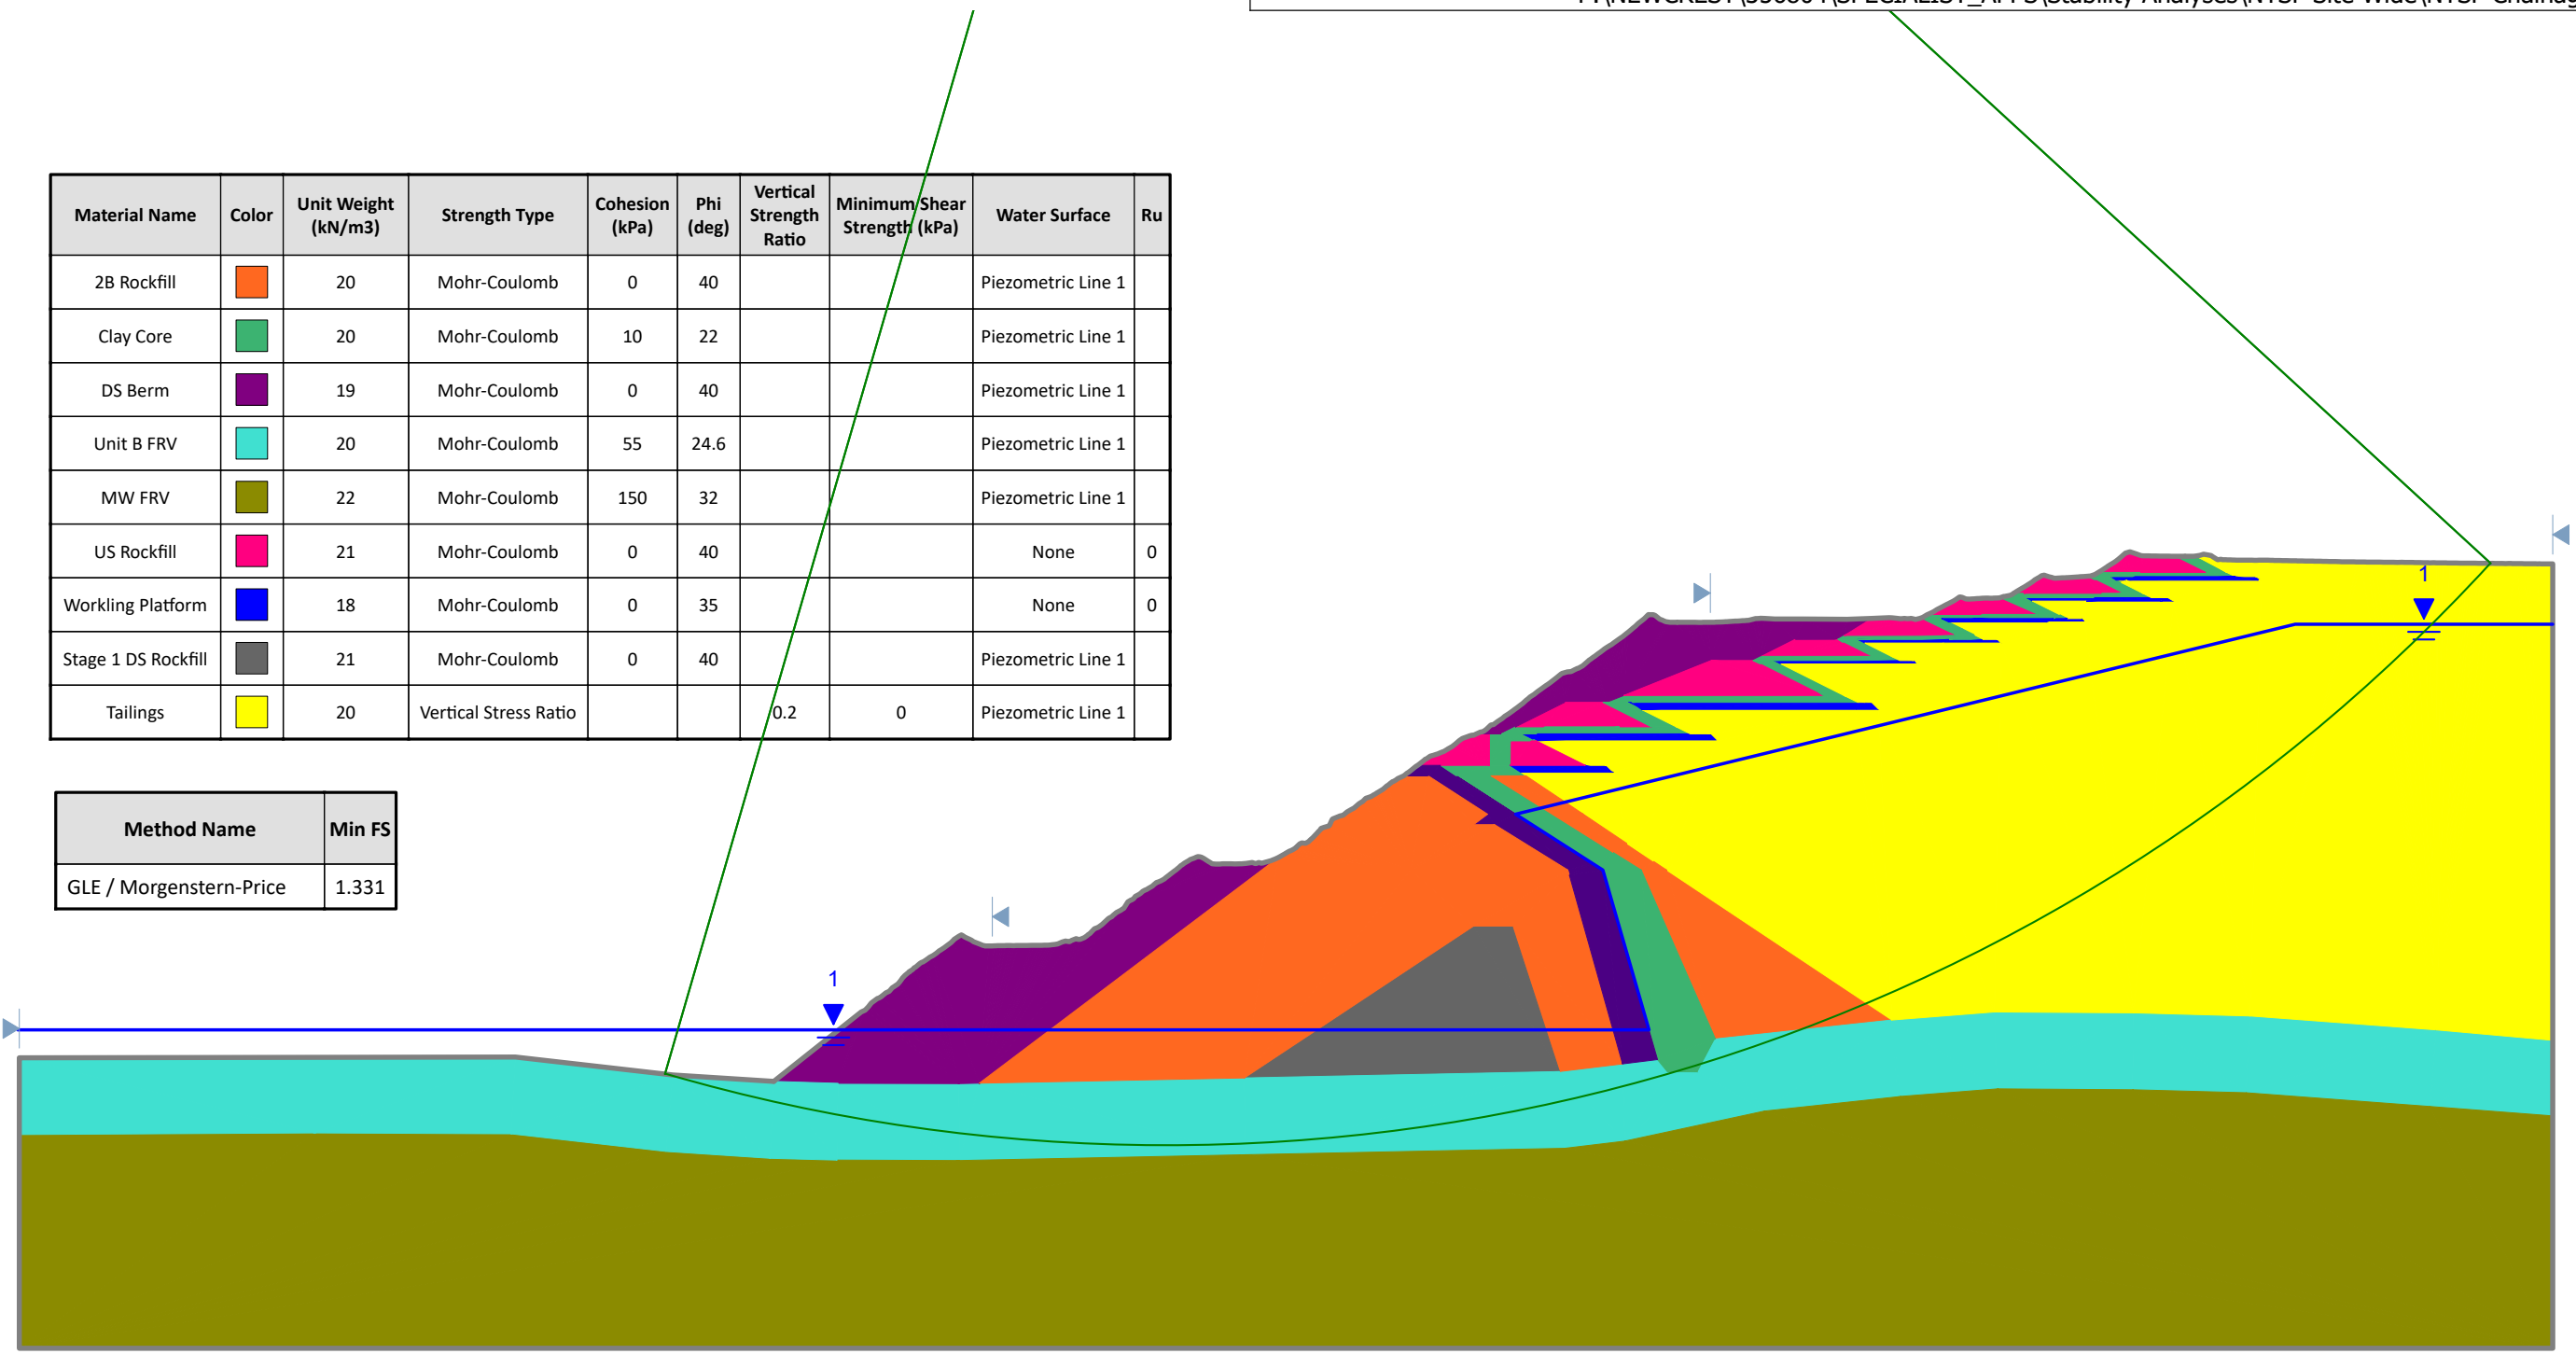 Material Name Color Unit Weight (kN/m3) Strength Type Cohesion (kPa) Phi (deg) Vertical Strength Ratio Minimum Shear Strength (kPa) Water Surface Ru
2B Rockfill 20 Mohr-Coulomb 0 40 Piezometric Line 1
Clay Core 20 Mohr-Coulomb 10 22 Piezometric Line 1
DS Berm 19 Mohr-Coulomb 0 40 Piezometric Line 1
Unit B FRV 20 Mohr-Coulomb 55 24.6 Piezometric Line 1
MW FRV 22 Mohr-Coulomb 150 32 Piezometric Line 1
US Rockfill 21 Mohr-Coulomb 0 40 None 0
Workling Platform 18 Mohr-Coulomb 0 35 None 0
Stage 1 DS Rockfill 21 Mohr-Coulomb 0 40 Piezometric Line 1
Tailings 20 Vertical Stress Ratio 0.2 0 Piezometric Line 1
Method Name Min FS
GLE / Morgenstern-Price 1.331
1
1